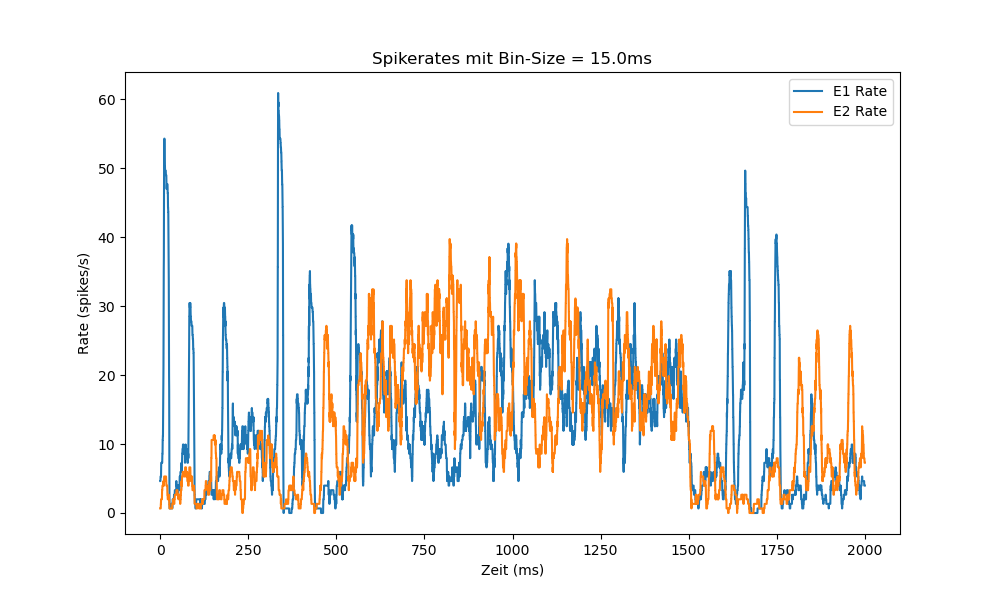 Spikerates mit Bin-Size = 15.0ms
E1 Rate
E2 Rate
60
50
40
30
20
10
0
Rate (spikes/s)
0 250 500 750 1000 1250 1500 1750 2000
Zeit (ms)